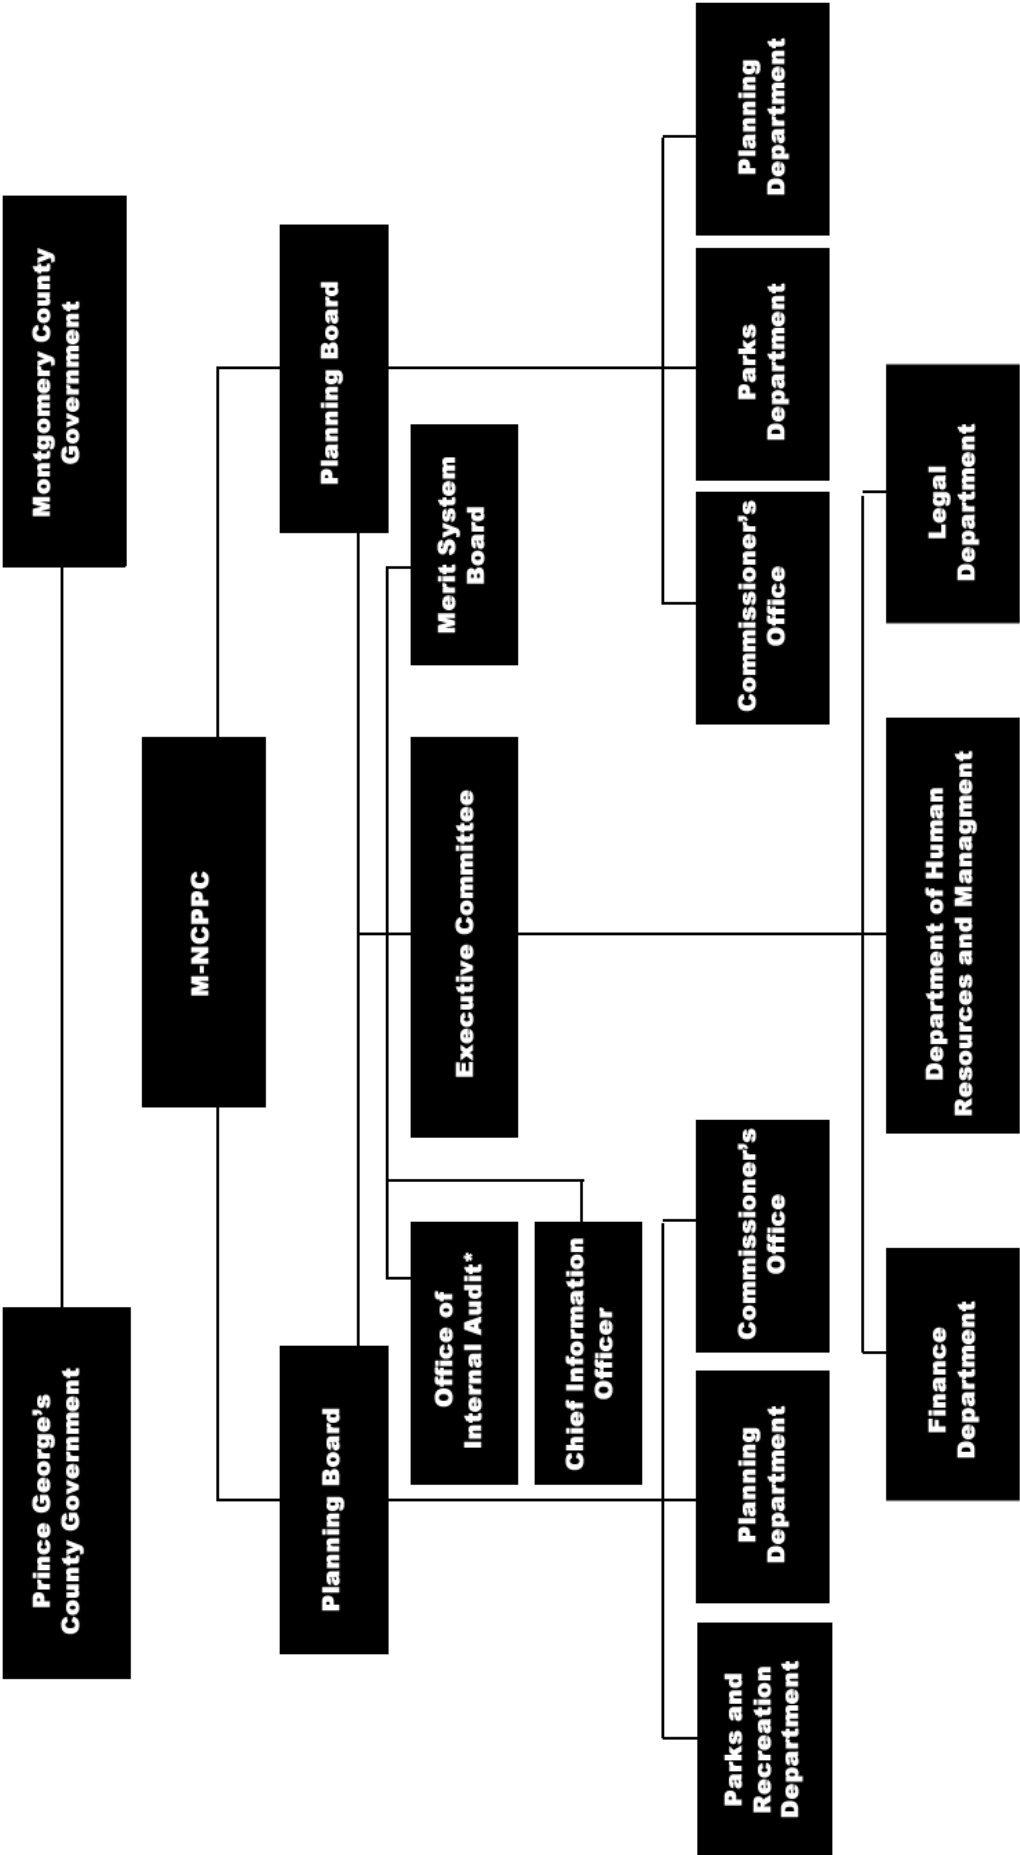 Prince George's
County Government
Montgomery County
Government
M-NCPPC
Planning Board
Planning Board
Office of
Internal Audit*
Executive Committee
Merit System
Board
Chief Information
Officer
Parks and
Recreation
Department
Planning
Department
Commissioner's
Office
Commissioner's
Office
Parks
Department
Planning
Department
Finance
Department
Department of Human
Resources and Managment
Legal
Department